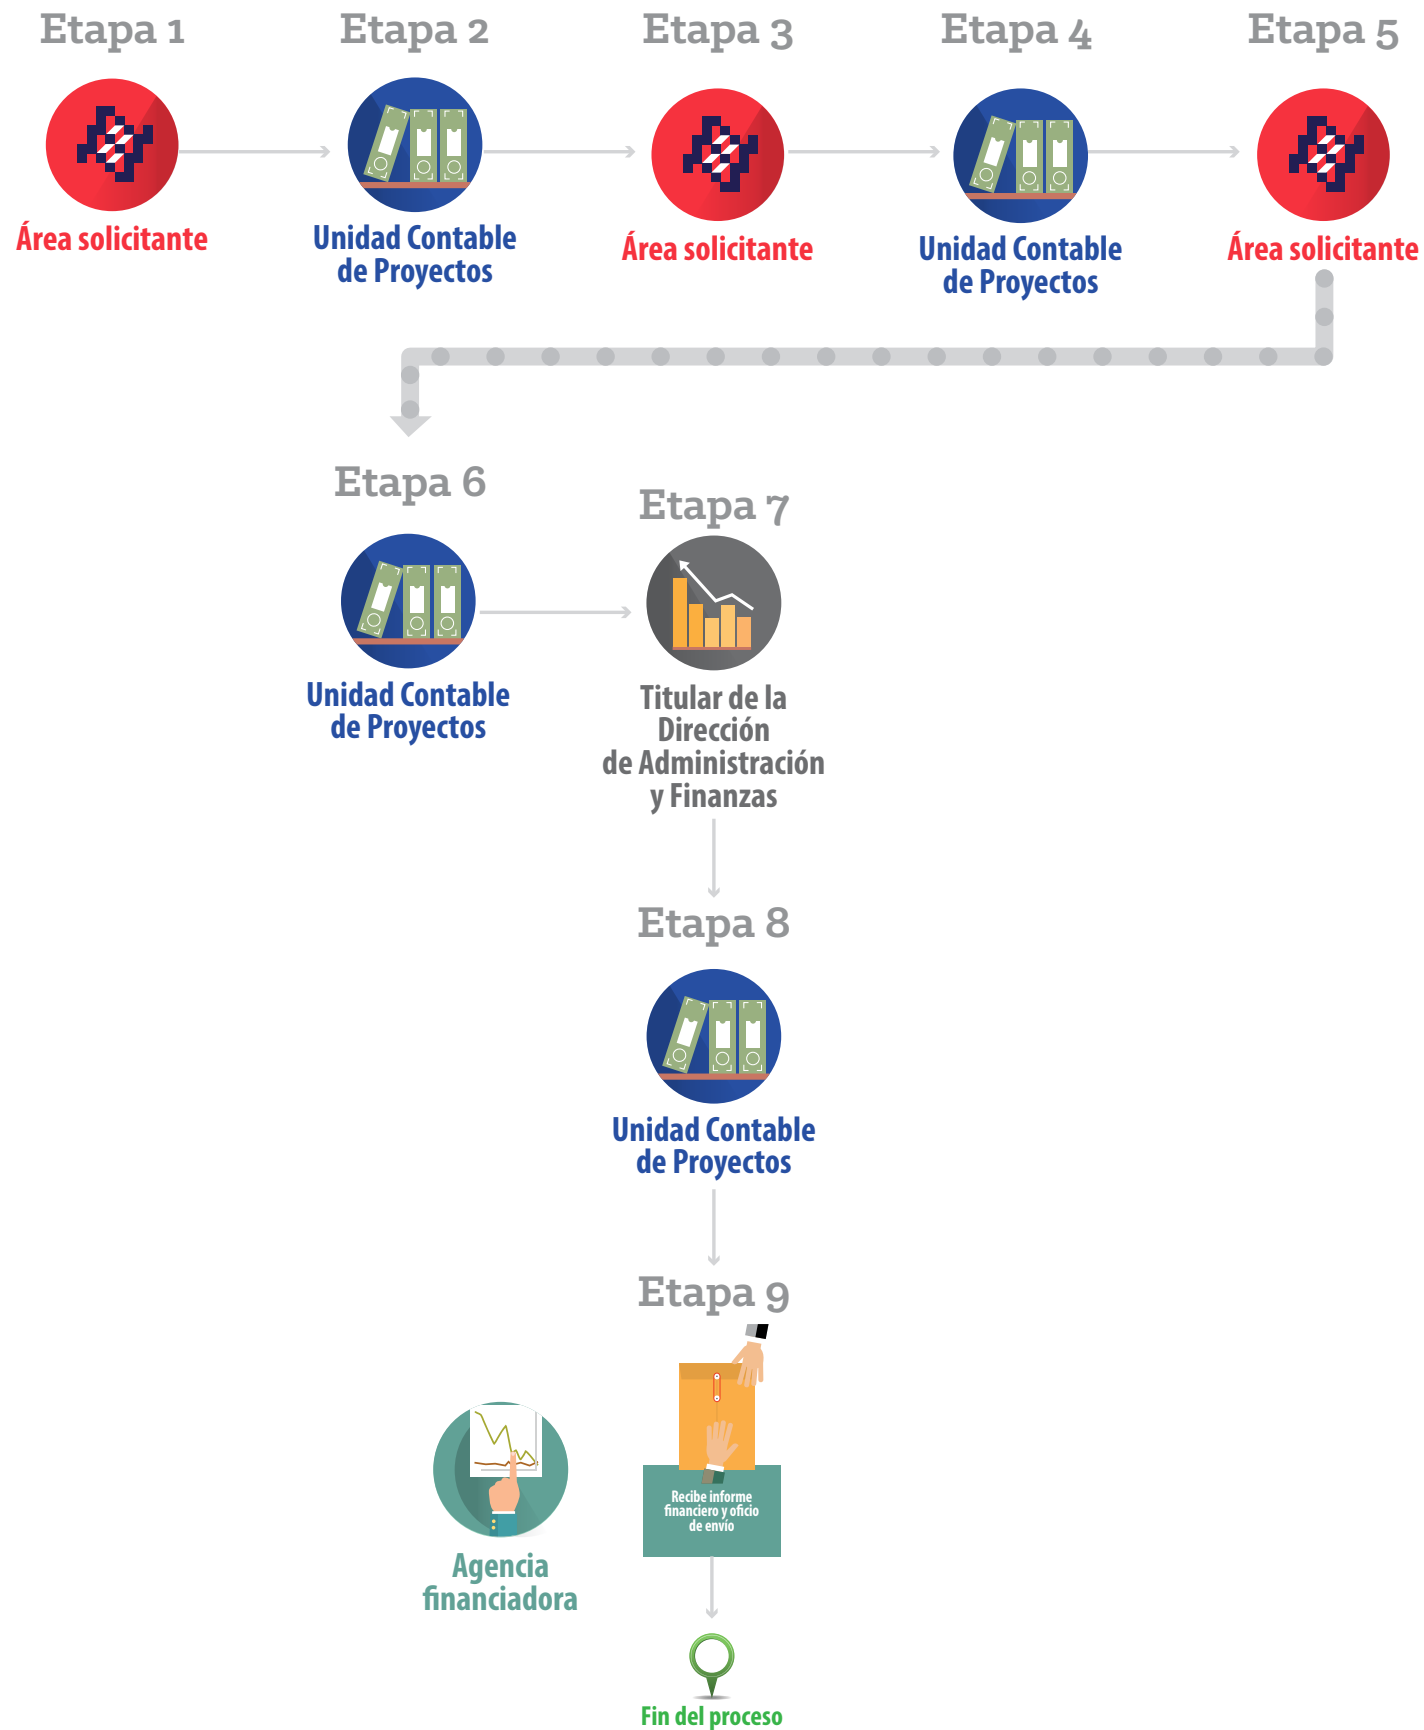 Etapa 1
Etapa 2
Etapa 3
Etapa 4
Etapa 5
Área solicitante
Unidad Contable
de Proyectos
Área solicitante
Unidad Contable
de Proyectos
Área solicitante
Etapa 6
Etapa 7
Unidad Contable
de Proyectos
Titular de la
Dirección
de Administración
y Finanzas
Etapa 8
Unidad Contable
de Proyectos
Etapa 9
Recibe informe
financiero y oficio
de envío
Agencia
financiadora
Fin del proceso